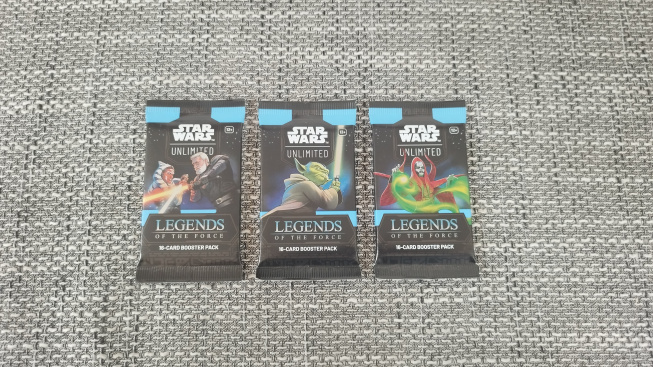 STAR
WARS
UNLIMITED
LEGENDS
OF THE FORCE
16-CARD BOOSTER PACK
STAR
WARS
UNLIMITED
LEGENDS
OF THE FORCE
16-CARD BOOSTER PACK
STAR
WARS
UNLIMITED
LEGENDS
OF THE FORCE
16-CARD BOOSTER PACK